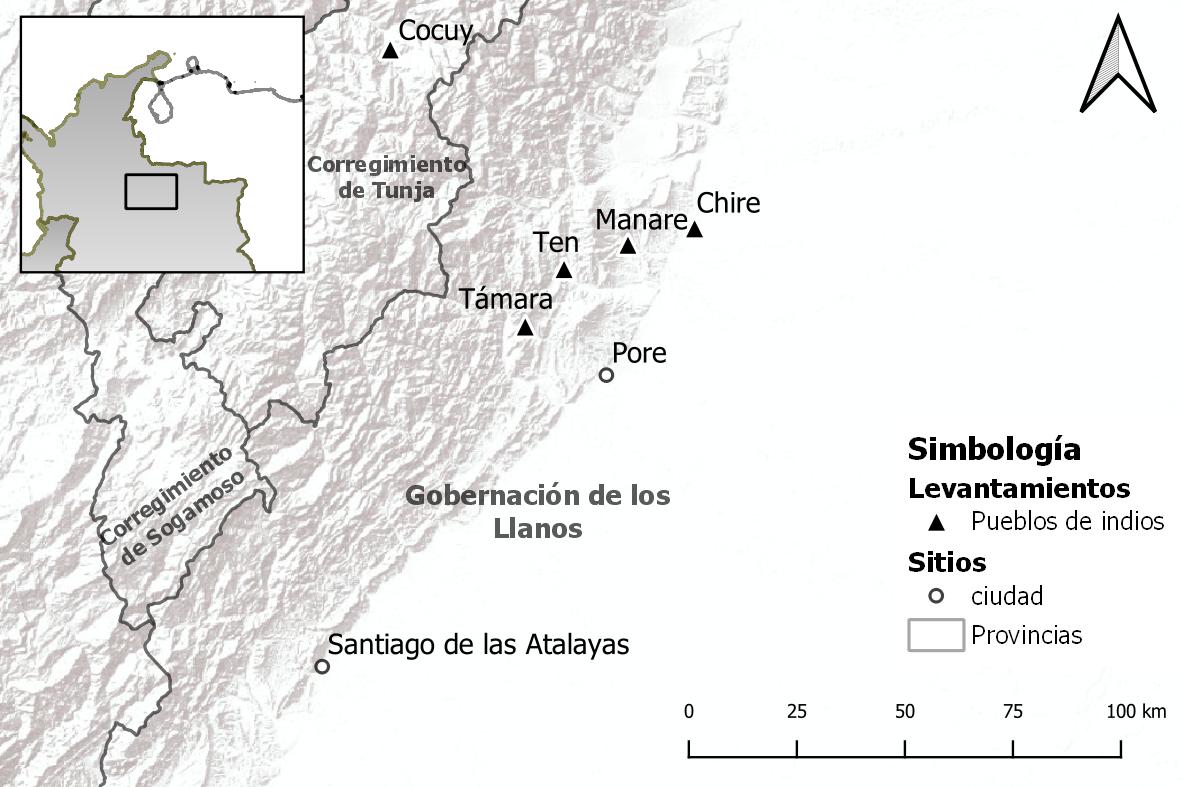 Cocuy
Corregimiento
de Tunja
Chire
Manare
Ten
Támara
Pore
Corregimiento
de Sogamoso
Gobernación de los
Llanos
Santiago de las Atalayas
Simbología
Levantamientos
Pueblos de indios
Sitios
ciudad
Provincias
0 25 50 75 100 km